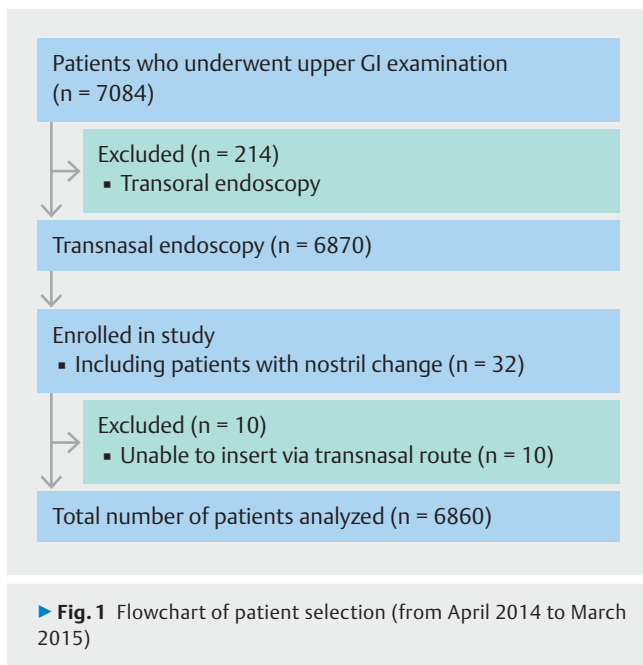 Patients who underwent upper GI examination
(n = 7084)
Excluded (n = 214)
▪ Transoral endoscopy
Transnasal endoscopy (n = 6870)
Enrolled in study
▪ Including patients with nostril change (n = 32)
Excluded (n = 10)
▪ Unable to insert via transnasal route (n = 10)
Total number of patients analyzed (n = 6860)
▶ Fig. 1 Flowchart of patient selection (from April 2014 to March
2015)